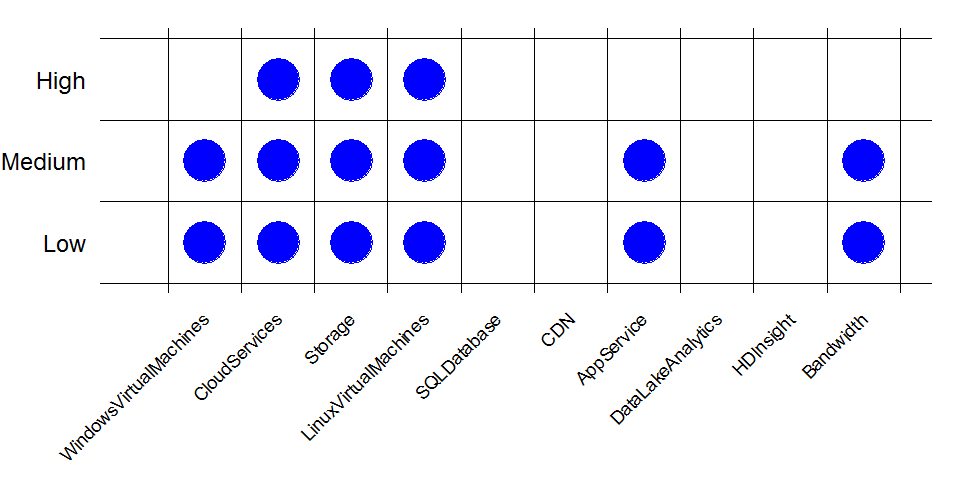 High
Medium
Low
WindowsVirtualMachines
CloudServices
Storage
LinuxVirtualMachines
SQLDatabase
CDN
AppService
DataLakeAnalytics
HDInsight
Bandwidth